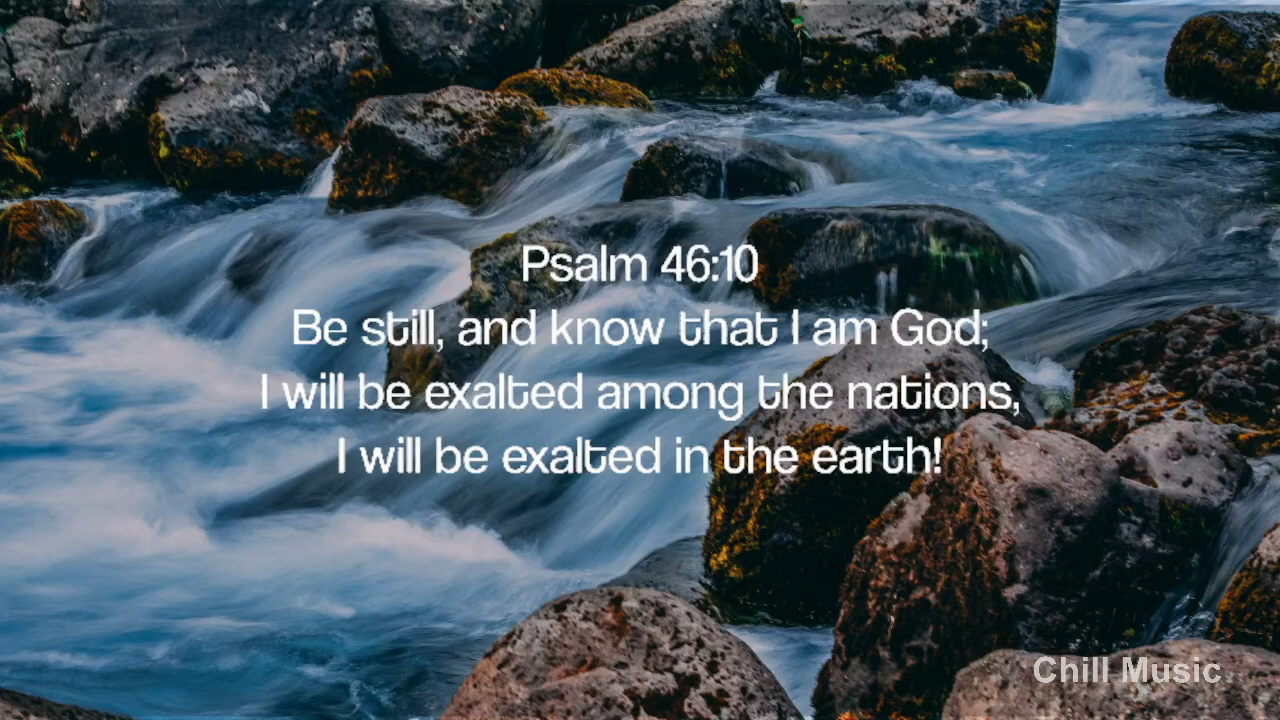 Psalm 46:10
Be still, and know that I am God;
I will be exalted among the nations,
I will be exalted in the earth!
Chill Music